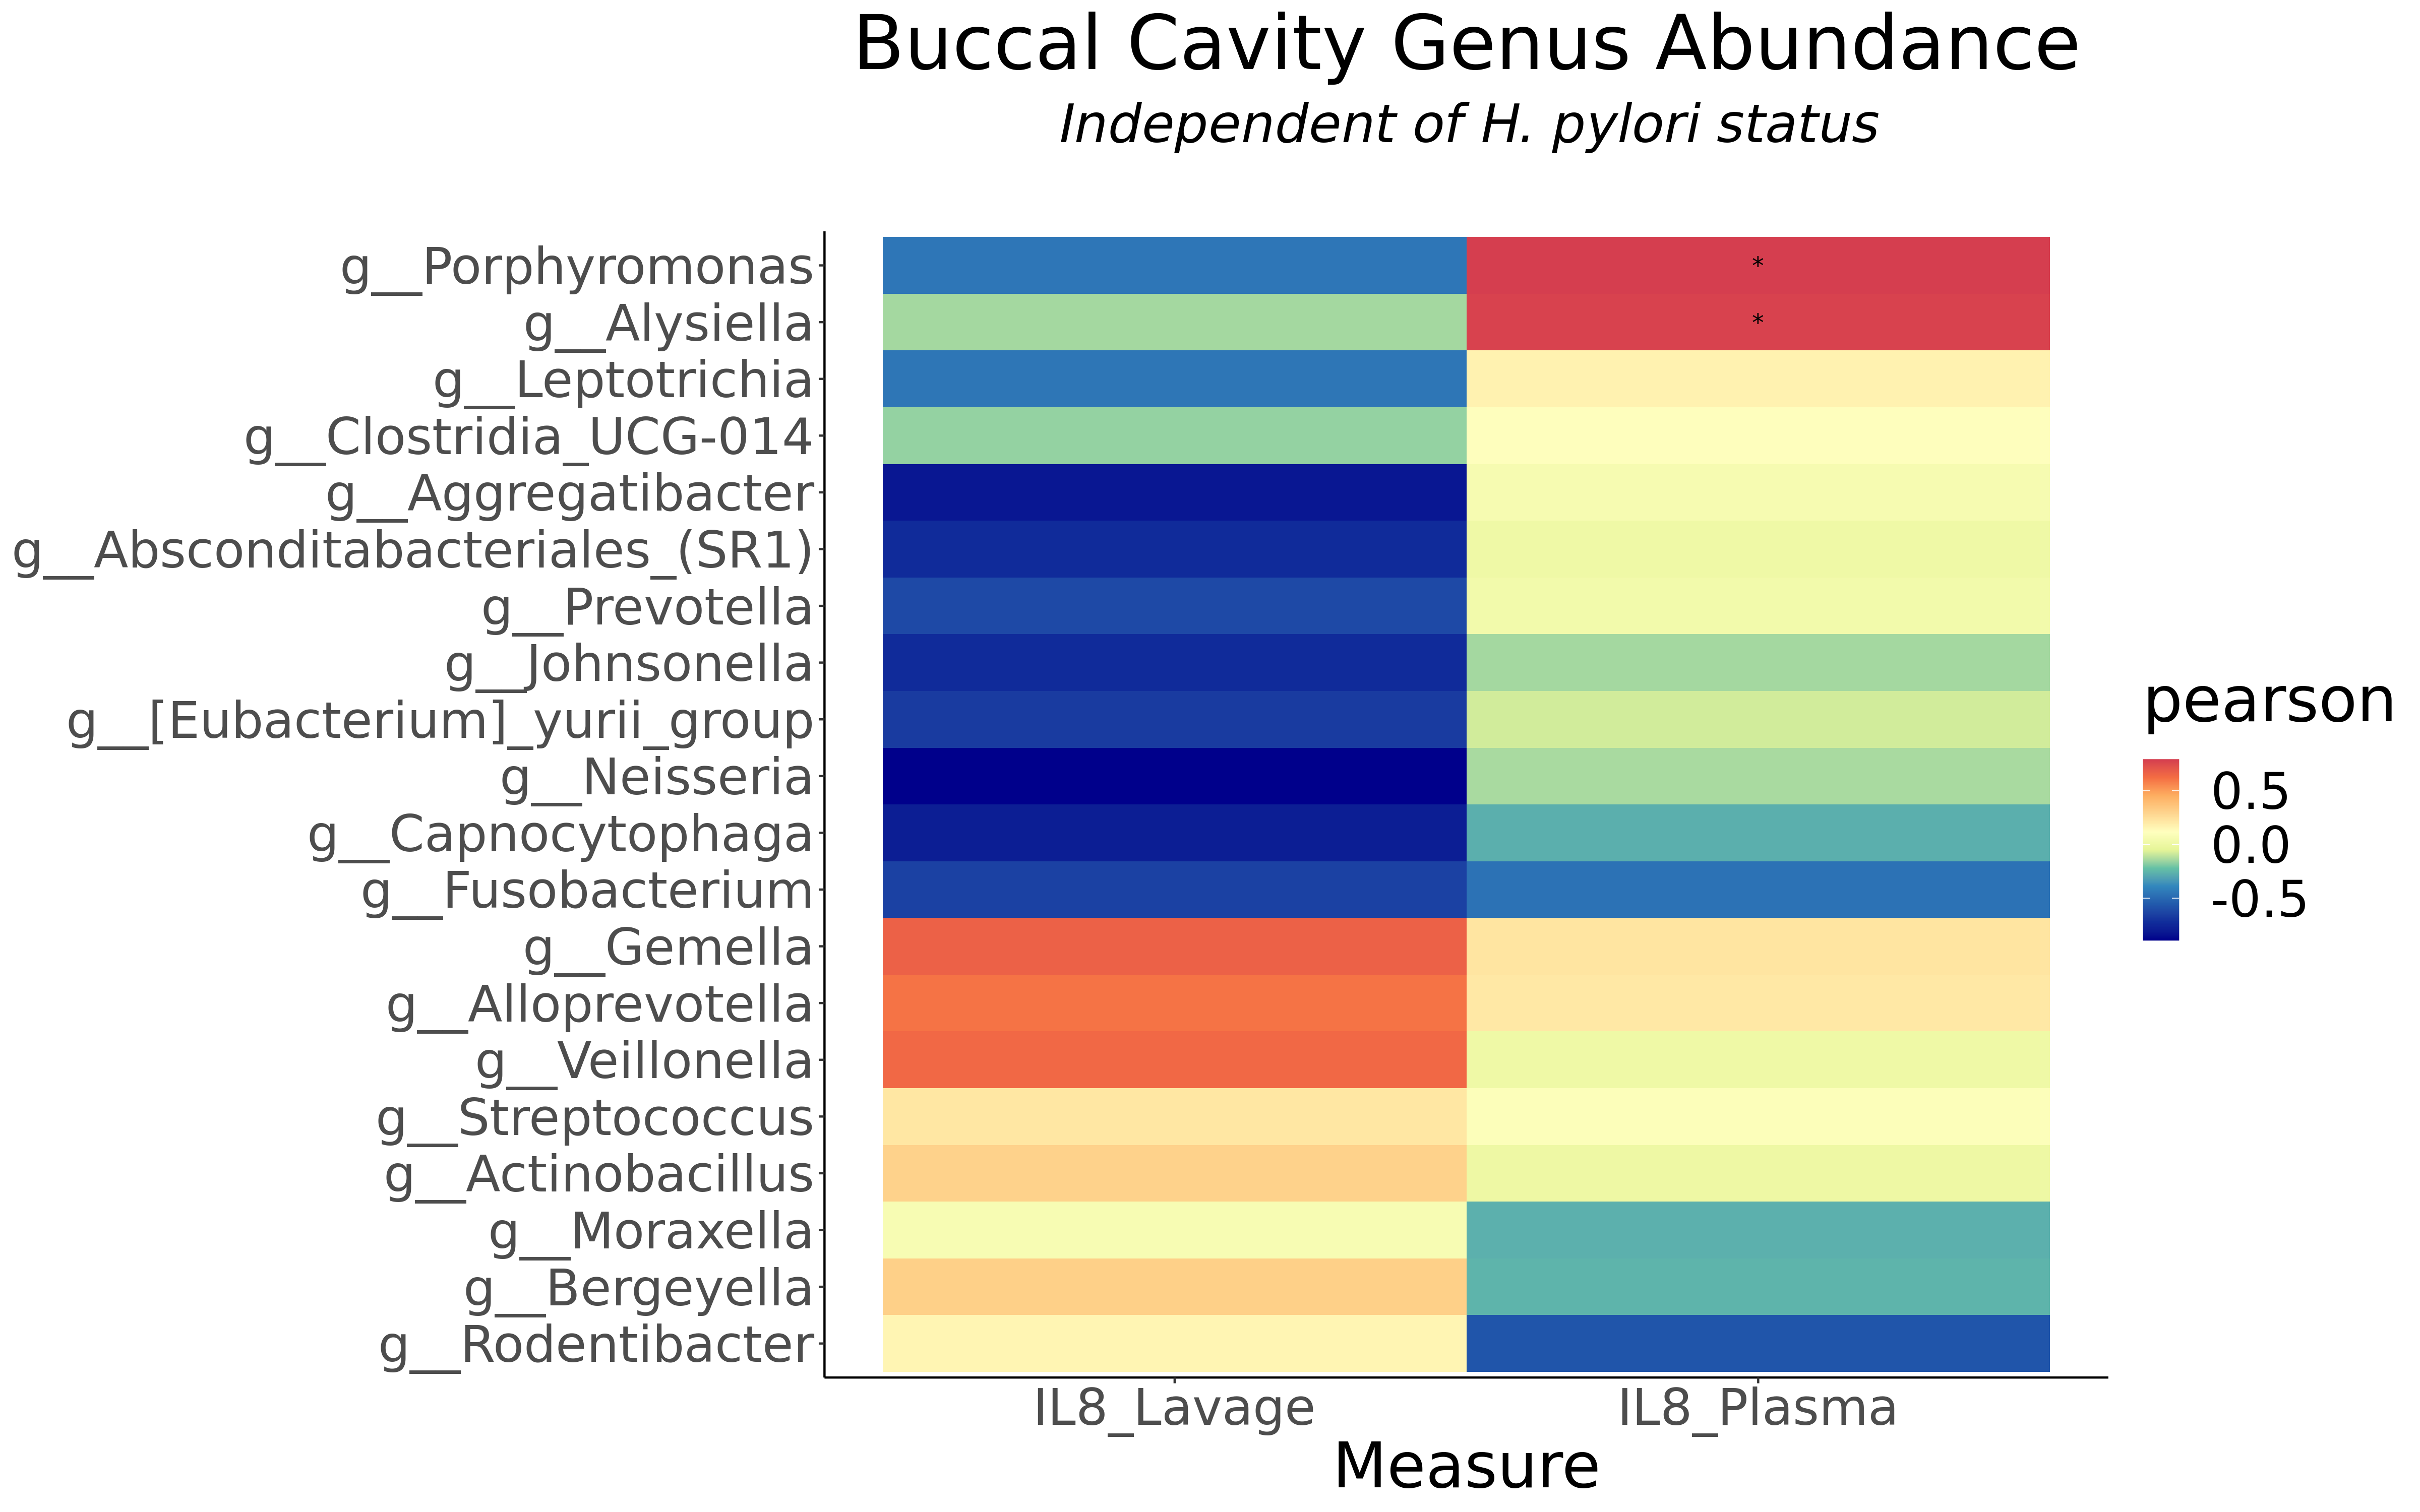 Buccal Cavity Genus Abundance
Independent of H. pylori status
g__Porphyromonas
*
g__Alysiella
*
g__Leptotrichia
g__Clostridia_UCG-014
g__Aggregatibacter
g__Absconditabacteriales_(SR1)
g__Prevotella
g__Johnsonella
g__[Eubacterium]_yurii_group
g__Neisseria
g__Capnocytophaga
g__Fusobacterium
g__Gemella
g__Alloprevotella
g__Veillonella
g__Streptococcus
g__Actinobacillus
g__Moraxella
g__Bergeyella
g__Rodentibacter
IL8_Lavage
IL8_Plasma
Measure
pearson
0.5
0.0
-0.5